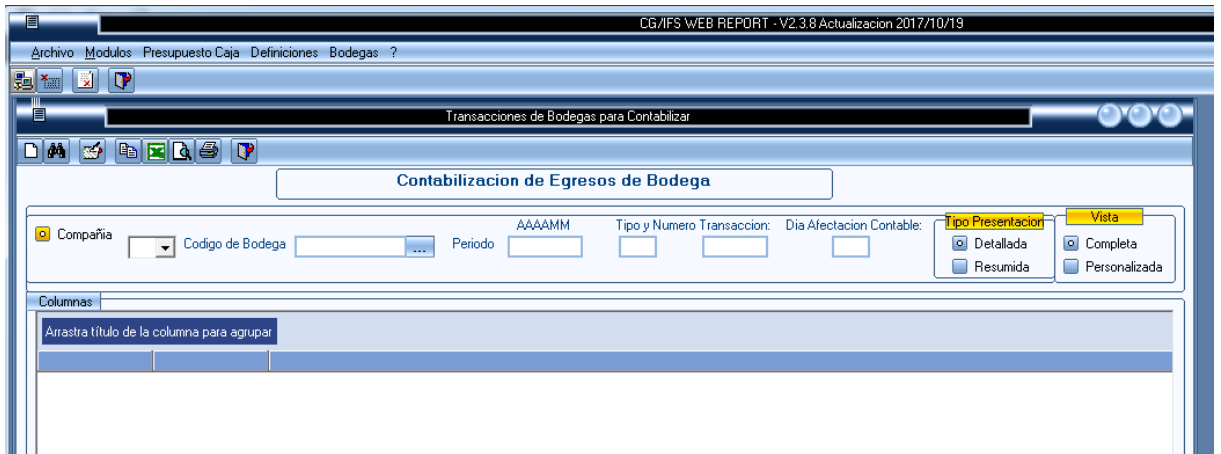 CG/IFS WEB REPORT - V2.3.8 Actualizacion 2017/10/19
Archivo Modulos Presupuesto Caja Definiciones Bodegas ?
Transacciones de Bodegas para Contabilizar
Contabilizacion de Egresos de Bodega
Compañia
Codigo de Bodega
...
Periodo
AAAAMM
Tipo y Numero Transaccion:
Dia Afectacion Contable:
Tipo Presentacion
Detallada
Resumida
Vista
Completa
Personalizada
Columnas
Arrastra título de la columna para agrupar